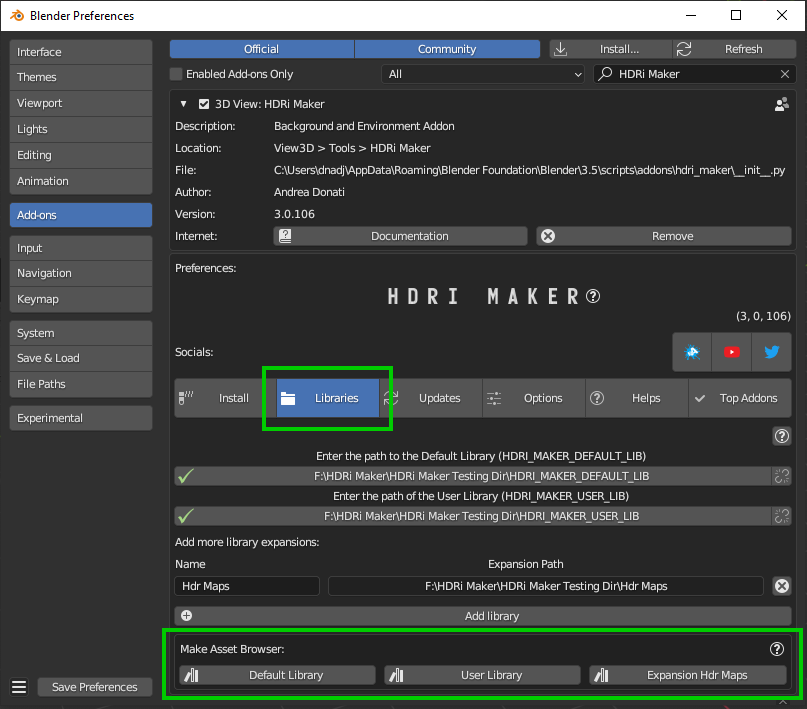 Blender Preferences
Interface
Themes
Viewport
Lights
Editing
Animation
Add-ons
Input
Navigation
Keymap
System
Save & Load
File Paths
Experimental
Save Preferences
Official Community Install... Refresh
Enabled Add-ons Only All HDRi Maker
3D View: HDRi Maker
Description: Background and Environment Addon
Location: View3D > Tools > HDRi Maker
File: C:\Users\dnadj\AppData\Roaming\Blender Foundation\Blender\3.5\scripts\addons\hdri_maker\__init__.py
Author: Andrea Donati
Version: 3.0.106
Internet: Documentation Remove
Preferences:
HDRI MAKER
(3, 0, 106)
Socials:
Install Libraries Updates Options Helps Top Addons
Enter the path to the Default Library (HDRI_MAKER_DEFAULT_LIB)
F:\HDRi Maker\HDRi Maker Testing Dir\HDRI_MAKER_DEFAULT_LIB
Enter the path of the User Library (HDRI_MAKER_USER_LIB)
F:\HDRi Maker\HDRi Maker Testing Dir\HDRI_MAKER_USER_LIB
Add more library expansions:
Name Expansion Path
Hdr Maps F:\HDRi Maker\HDRi Maker Testing Dir\Hdr Maps
Add library
Make Asset Browser:
Default Library User Library Expansion Hdr Maps